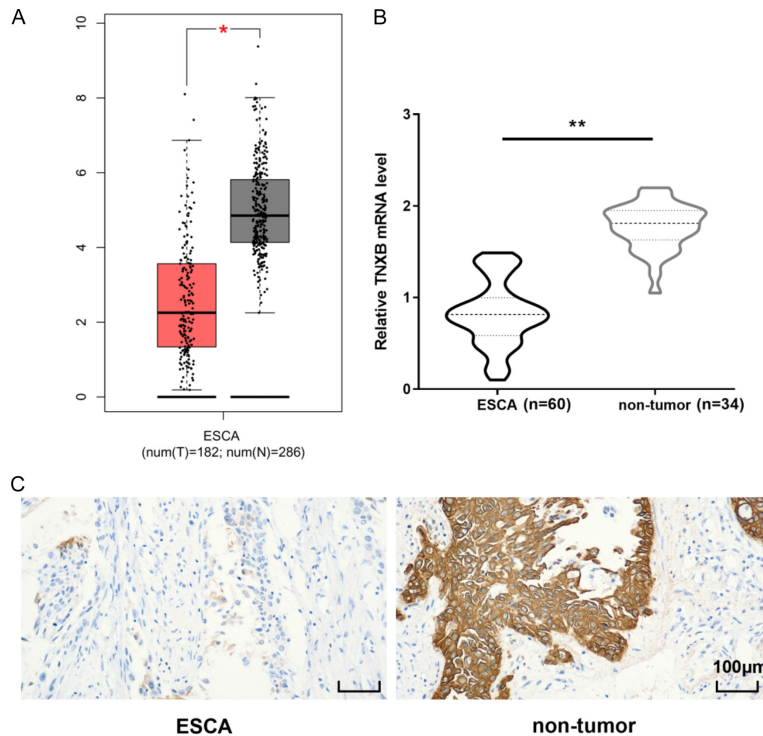 A
*
10
8
6
4
2
0
ESCA
(num(T)=182; num(N)=286)
B
**
Relative TNXB mRNA level
3
2
1
0
ESCA (n=60)
non-tumor (n=34)
C
100μm
ESCA
non-tumor